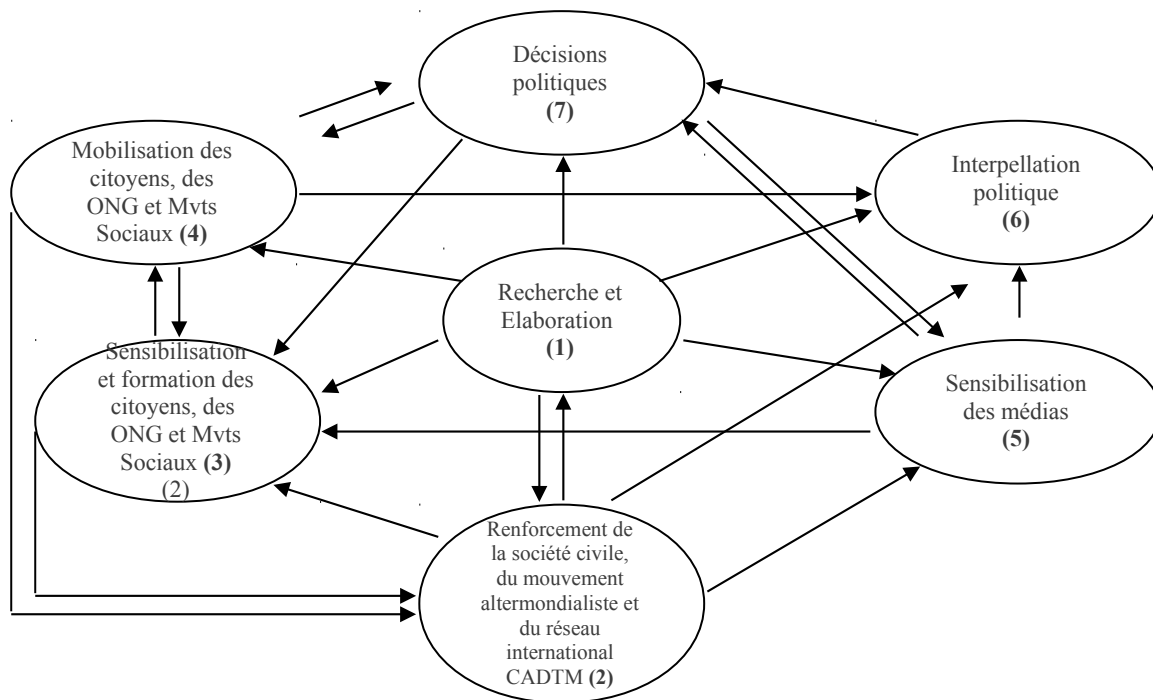 Décisions
politiques
(7)
Mobilisation des
citoyens, des
ONG et Mvts
Sociaux (4)
Interpellation
politique
(6)
Recherche et
Elaboration
(1)
Sensibilisation
et formation des
citoyens, des
ONG et Mvts
Sociaux (3)
(2)
Sensibilisation
des médias
(5)
Renforcement de
la société civile,
du mouvement
altermondialiste et
du réseau
international
CADTM (2)